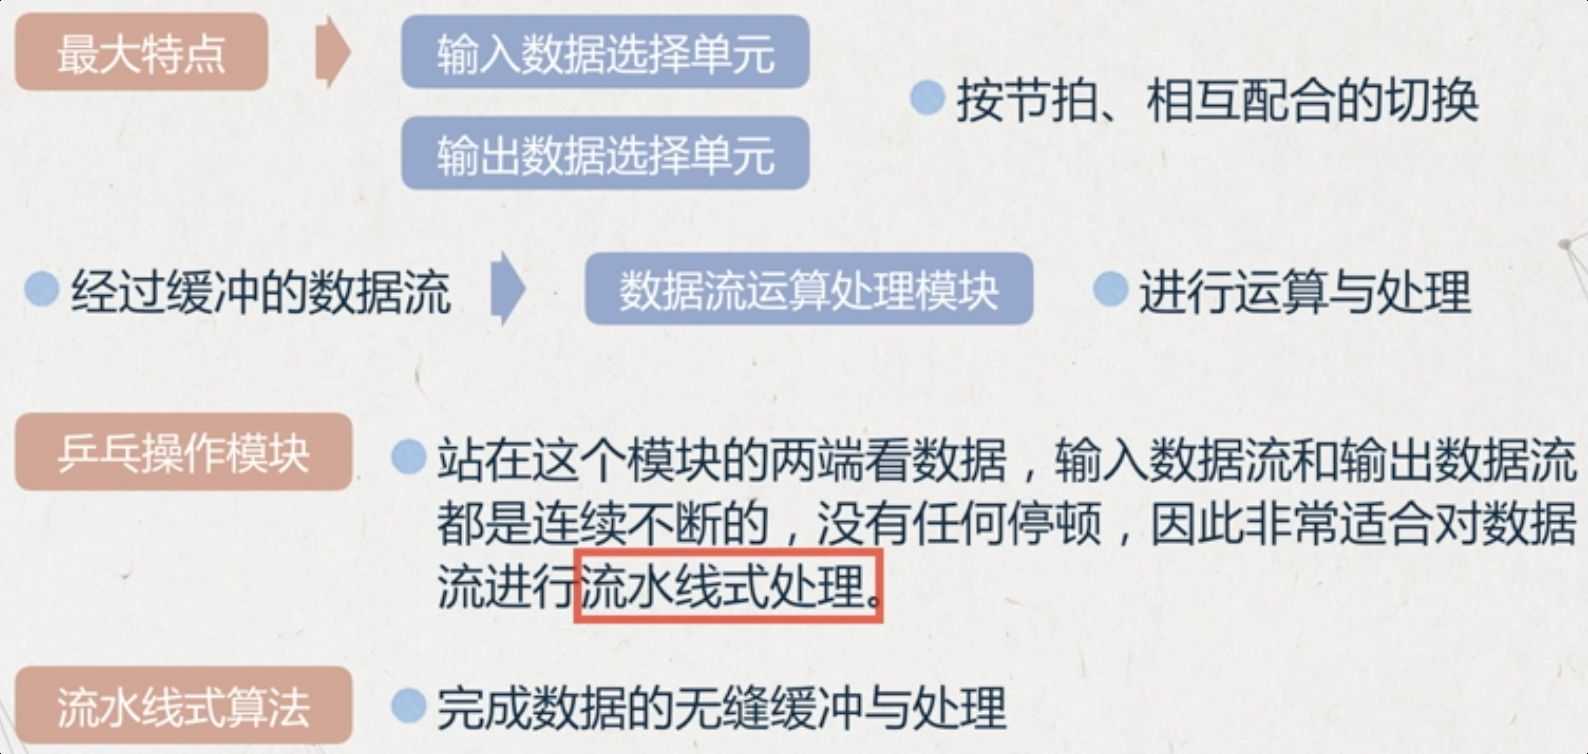 最大特点
输入数据选择单元
输出数据选择单元
按节拍、相互配合的切换
经过缓冲的数据流
数据流运算处理模块
进行运算与处理
乒乓操作模块
站在这个模块的两端看数据，输入数据流和输出数据流
都是连续不断的，没有任何停顿，因此非常适合对数据
流进行流水线式处理。
流水线式算法
完成数据的无缝缓冲与处理